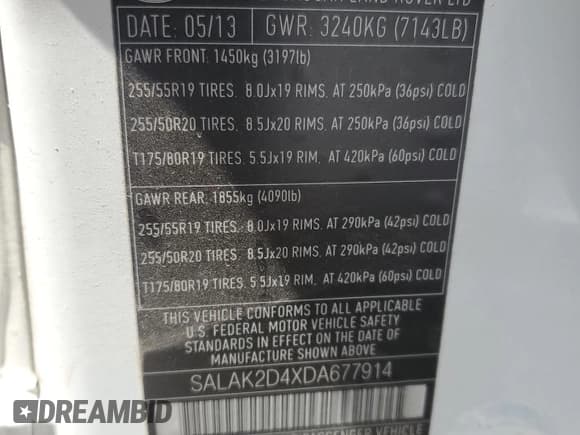 LAND ROVER LTD
DATE: 05/13 GWR: 3240KG (7143LB)
GAWR FRONT: 1450kg (3197lb)
255/55R19 TIRES, 8.0Jx19 RIMS, AT 250kPa (36psi) COLD
255/50R20 TIRES, 8.5Jx20 RIMS, AT 250kPa (36psi) COLD
T175/80R19 TIRES, 5.5Jx19 RIM, AT 420kPa (60psi) COLD
GAWR REAR: 1855kg (4090lb)
255/55R19 TIRES, 8.0Jx19 RIMS, AT 290kPa (42psi) COLD
255/50R20 TIRES, 8.5Jx20 RIMS, AT 290kPa (42psi) COLD
T175/80R19 TIRES, 5.5Jx19 RIM, AT 420kPa (60psi) COLD
THIS VEHICLE CONFORMS TO ALL APPLICABLE
U.S. FEDERAL MOTOR VEHICLE SAFETY
STANDARDS IN EFFECT ON THE DATE OF
MANUFACTURE SHOWN ABOVE
SALAK2D4XDA677914
PASSENGER VEHICLE
DREAMBID